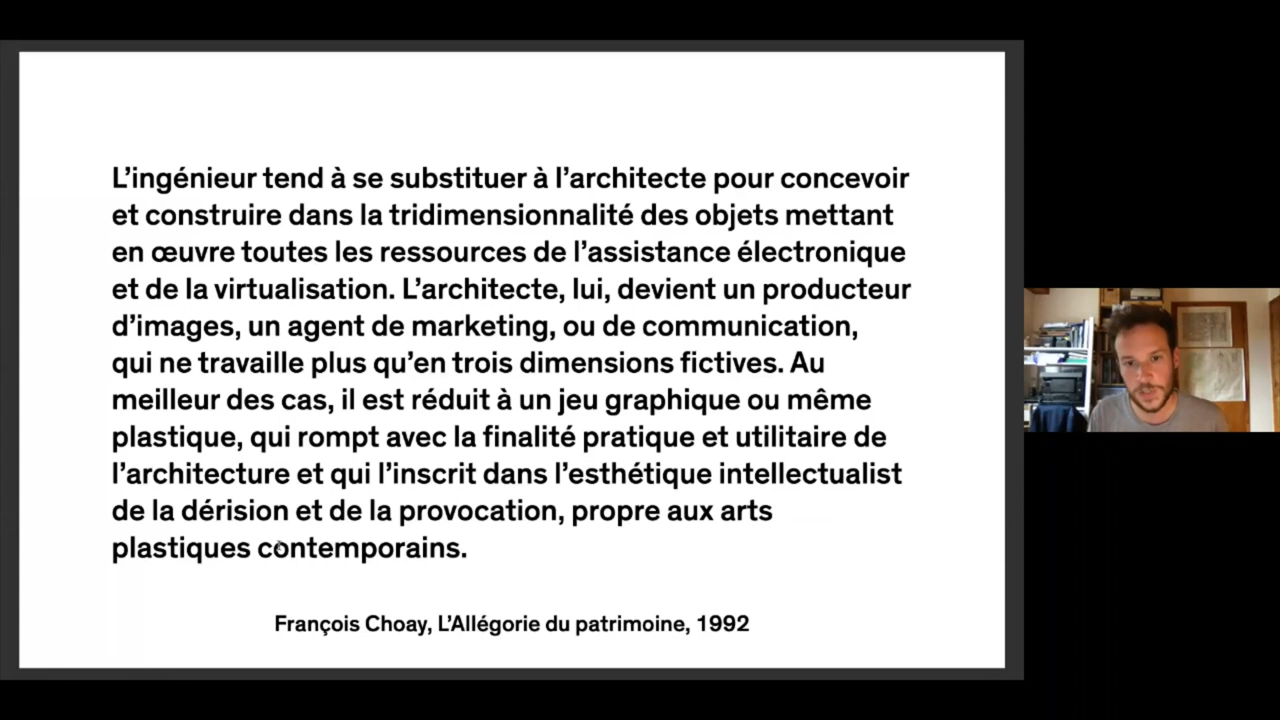 L'ingénieur tend à se substituer à l'architecte pour concevoir
et construire dans la tridimensionnalité des objets mettant
en œuvre toutes les ressources de l'assistance électronique
et de la virtualisation. L'architecte, lui, devient un producteur
d'images, un agent de marketing, ou de communication,
qui ne travaille plus qu'en trois dimensions fictives. Au
meilleur des cas, il est réduit à un jeu graphique ou même
plastique, qui rompt avec la finalité pratique et utilitaire de
l'architecture et qui l'inscrit dans l'esthétique intellectualist
de la dérision et de la provocation, propre aux arts
plastiques contemporains.
François Choay, L'Allégorie du patrimoine, 1992